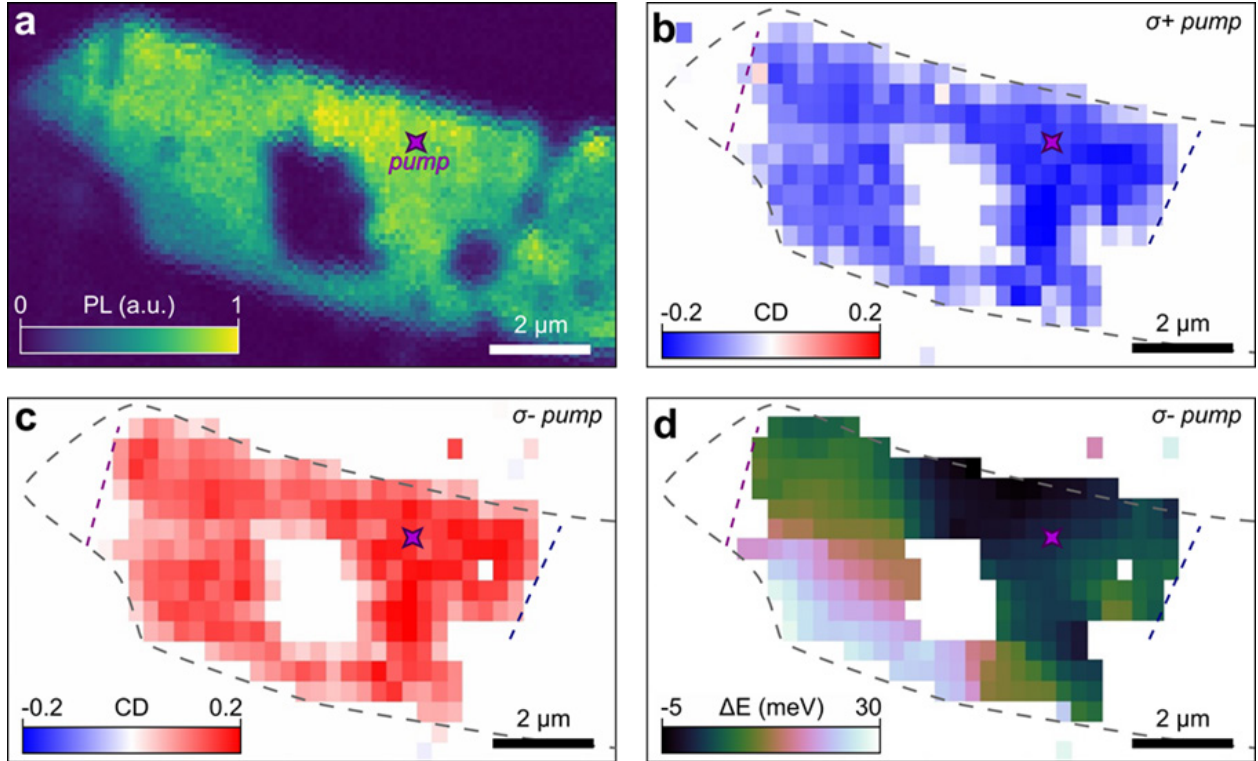 a
pump
0 PL (a.u.) 1
2 μm
b
σ+ pump
-0.2 CD 0.2
2 μm
c
σ- pump
-0.2 CD 0.2
2 μm
d
σ- pump
-5 ΔE (meV) 30
2 μm